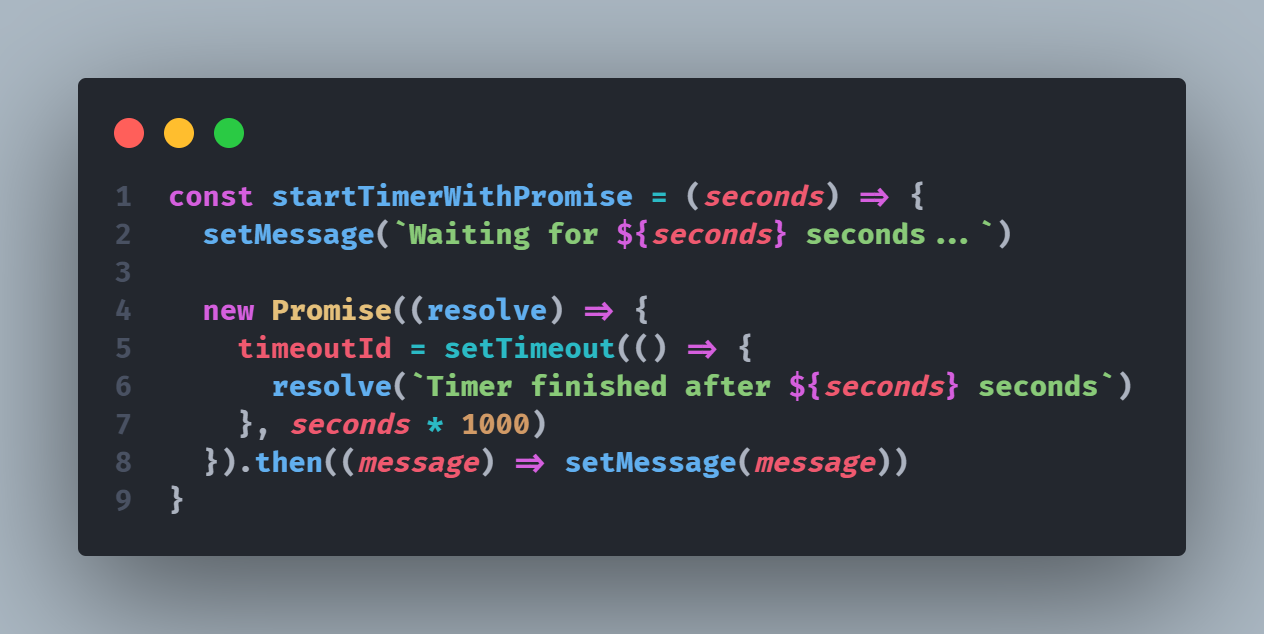 1 const startTimerWithPromise = (seconds) => {
2   setMessage(`Waiting for ${seconds} seconds...`)
3
4   new Promise((resolve) => {
5     timeoutId = setTimeout(() => {
6       resolve(`Timer finished after ${seconds} seconds`)
7     }, seconds * 1000)
8   }).then((message) => setMessage(message))
9 }